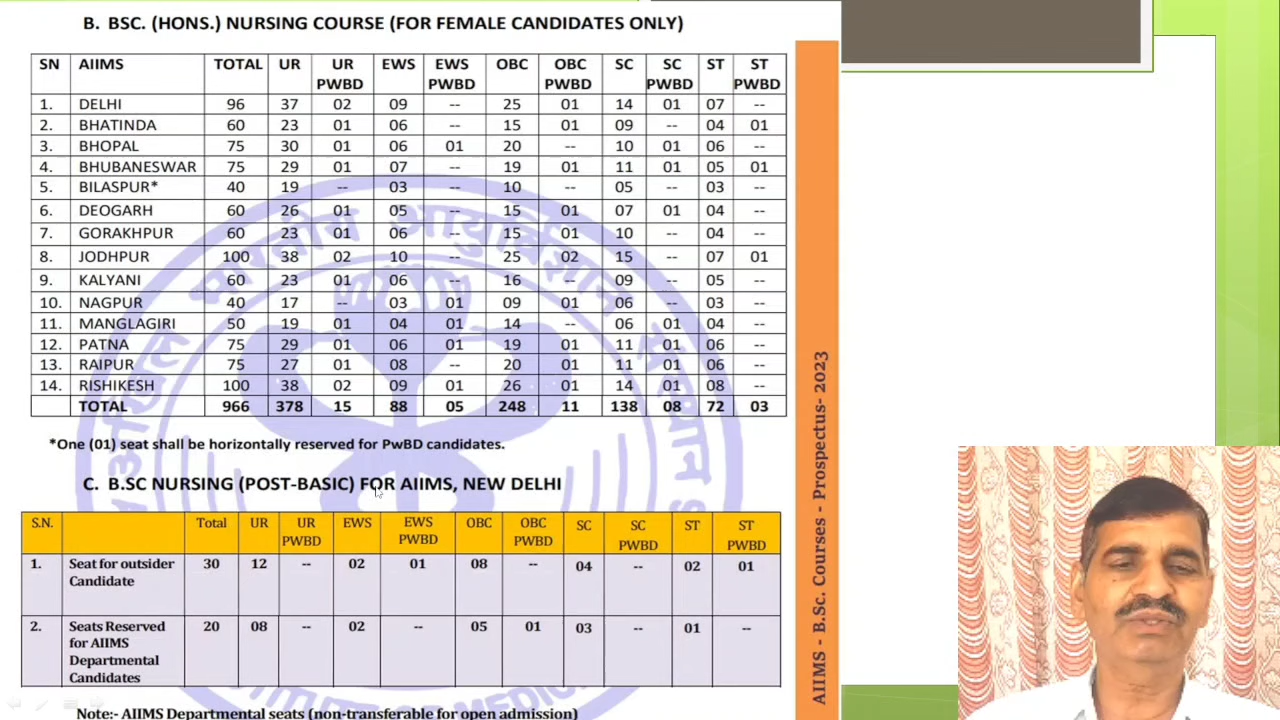 B. BSC. (HONS.) NURSING COURSE (FOR FEMALE CANDIDATES ONLY)
SN AIIMS TOTAL UR UR PWBD EWS EWS PWBD OBC OBC PWBD SC SC PWBD ST ST PWBD
1. DELHI 96 37 02 09 -- 25 01 14 01 07 --
2. BHATINDA 60 23 01 06 -- 15 01 09 -- 04 01
3. BHOPAL 75 30 01 06 01 20 -- 10 01 06 --
4. BHUBANESWAR 75 29 01 07 -- 19 01 11 01 05 01
5. BILASPUR* 40 19 -- 03 -- 10 -- 05 -- 03 --
6. DEOGARH 60 26 01 05 -- 15 01 07 01 04 --
7. GORAKHPUR 60 23 01 06 -- 15 01 10 -- 04 --
8. JODHPUR 100 38 02 10 -- 25 02 15 -- 07 01
9. KALYANI 60 23 01 06 -- 16 -- 09 -- 05 --
10. NAGPUR 40 17 -- 03 01 09 01 06 -- 03 --
11. MANGLAGIRI 50 19 01 04 01 14 -- 06 01 04 --
12. PATNA 75 29 01 06 01 19 01 11 01 06 --
13. RAIPUR 75 27 01 08 -- 20 01 11 01 06 --
14. RISHIKESH 100 38 02 09 01 26 01 14 01 08 --
TOTAL 966 378 15 88 05 248 11 138 08 72 03
*One (01) seat shall be horizontally reserved for PwBD candidates.
C. B.SC NURSING (POST-BASIC) FOR AIIMS, NEW DELHI
S.N. Total UR UR PWBD EWS EWS PWBD OBC OBC PWBD SC SC PWBD ST ST PWBD
1. Seat for outsider Candidate 30 12 -- 02 01 08 -- 04 -- 02 01
2. Seats Reserved for AIIMS Departmental Candidates 20 08 -- 02 -- 05 01 03 -- 01 --
Note:- AIIMS Departmental seats (non-transferable for open admission)
AIIMS - B.Sc. Courses - Prospectus- 2023